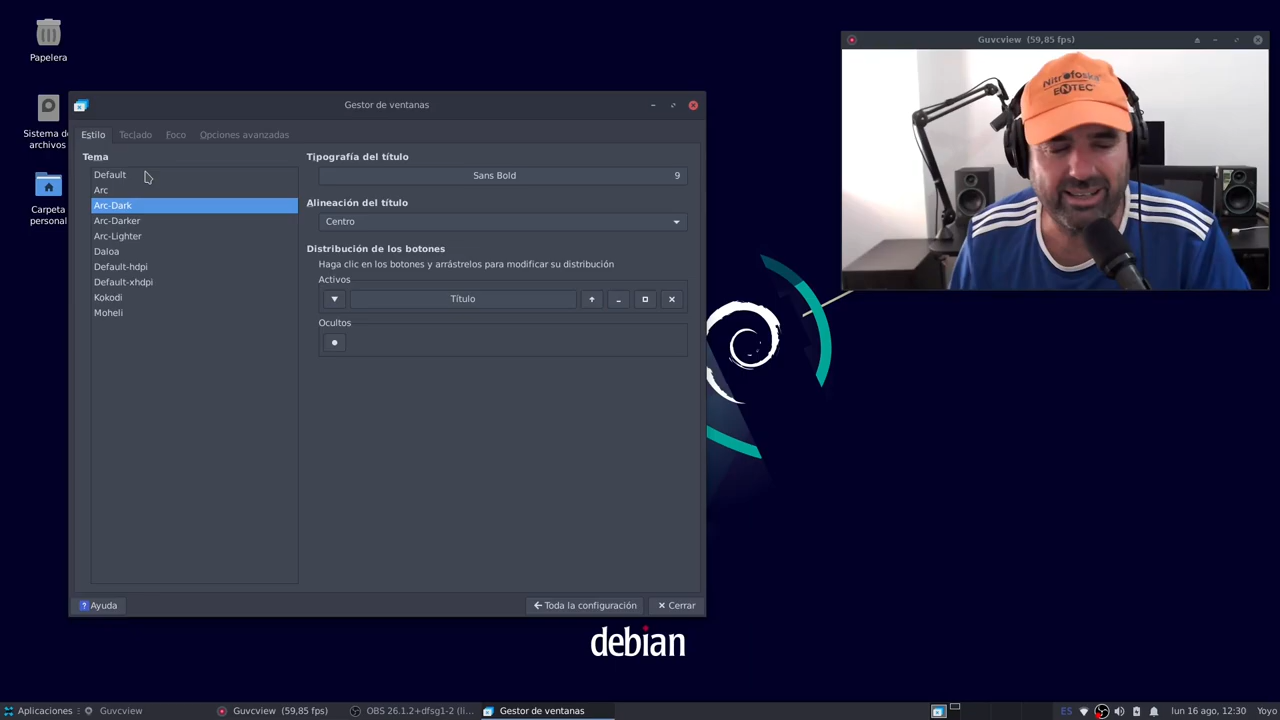 Papelera
Sistema de
archivos
Carpeta
personal
Guvcview (59,85 fps)
Nitrofoska
ENTEC
Gestor de ventanas
Estilo
Teclado
Foco
Opciones avanzadas
Tema
Default
Arc
Arc-Dark
Arc-Darker
Arc-Lighter
Daloa
Default-hdpi
Default-xhdpi
Kokodi
Moheli
Tipografía del título
Sans Bold 9
Alineación del título
Centro
Distribución de los botones
Haga clic en los botones y arrástrelos para modificar su distribución
Activos
Título
Ocultos
? Ayuda
Toda la configuración
Cerrar
debian
Aplicaciones
Guvcview
Guvcview (59,85 fps)
OBS 26.1.2+dfsg1-2 (li...
Gestor de ventanas
ES
lun 16 ago, 12:30
Yoyo